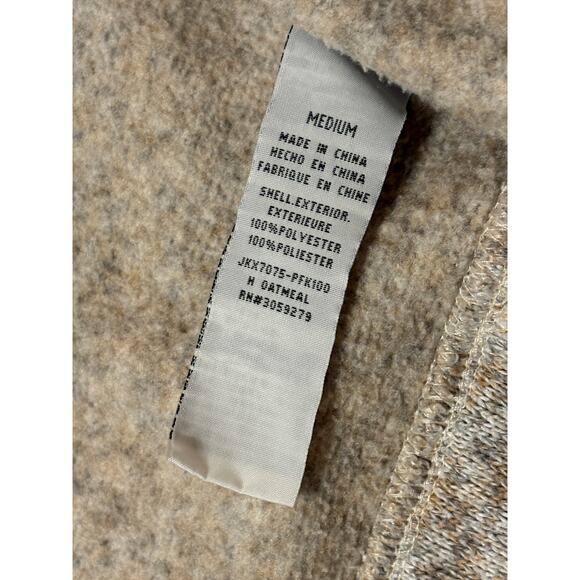 MEDIUM
MADE IN CHINA
HECHO EN CHINA
FABRIQUE EN CHINE
SHELL.EXTERIOR.
EXTERIEURE
100%POLYESTER
100%POLIESTER
JKX7075-PFK100
H OATMEAL
RN#3059279